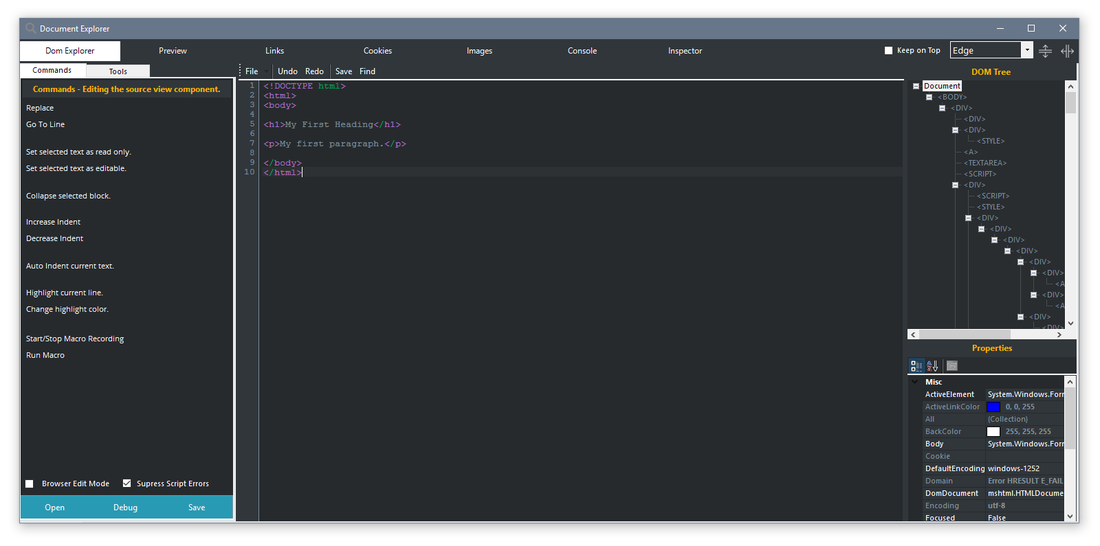 Document Explorer
Dom Explorer Preview Links Cookies Images Console Inspector Keep on Top Edge
Commands Tools
Commands - Editing the source view component.
Replace
Go To Line
Set selected text as read only.
Set selected text as editable.
Collapse selected block.
Increase Indent
Decrease Indent
Auto Indent current text.
Highlight current line.
Change highlight color.
Start/Stop Macro Recording
Run Macro
Browser Edit Mode Supress Script Errors
Open Debug Save
File Undo Redo Save Find
1 <!DOCTYPE html>
2 <html>
3 <body>
4
5 <h1>My First Heading</h1>
6
7 <p>My first paragraph.</p>
8
9 </body>
10 </html>
DOM Tree
Document
<BODY>
<DIV>
<DIV>
<DIV>
<STYLE>
<A>
<TEXTAREA>
<SCRIPT>
<DIV>
<SCRIPT>
<STYLE>
<DIV>
<DIV>
<DIV>
<DIV>
<DIV>
<DIV>
<A
<DIV>
<A
<DIV>
<DIV>
Properties
Misc
ActiveElement System.Windows.Forr
ActiveLinkColor 0, 0, 255
All (Collection)
BackColor 255, 255, 255
Body System.Windows.Forr
Cookie
DefaultEncoding windows-1252
Domain Error HRESULT E_FAIL
DomDocument mshtml.HTMLDocume
Encoding utf-8
Focused False